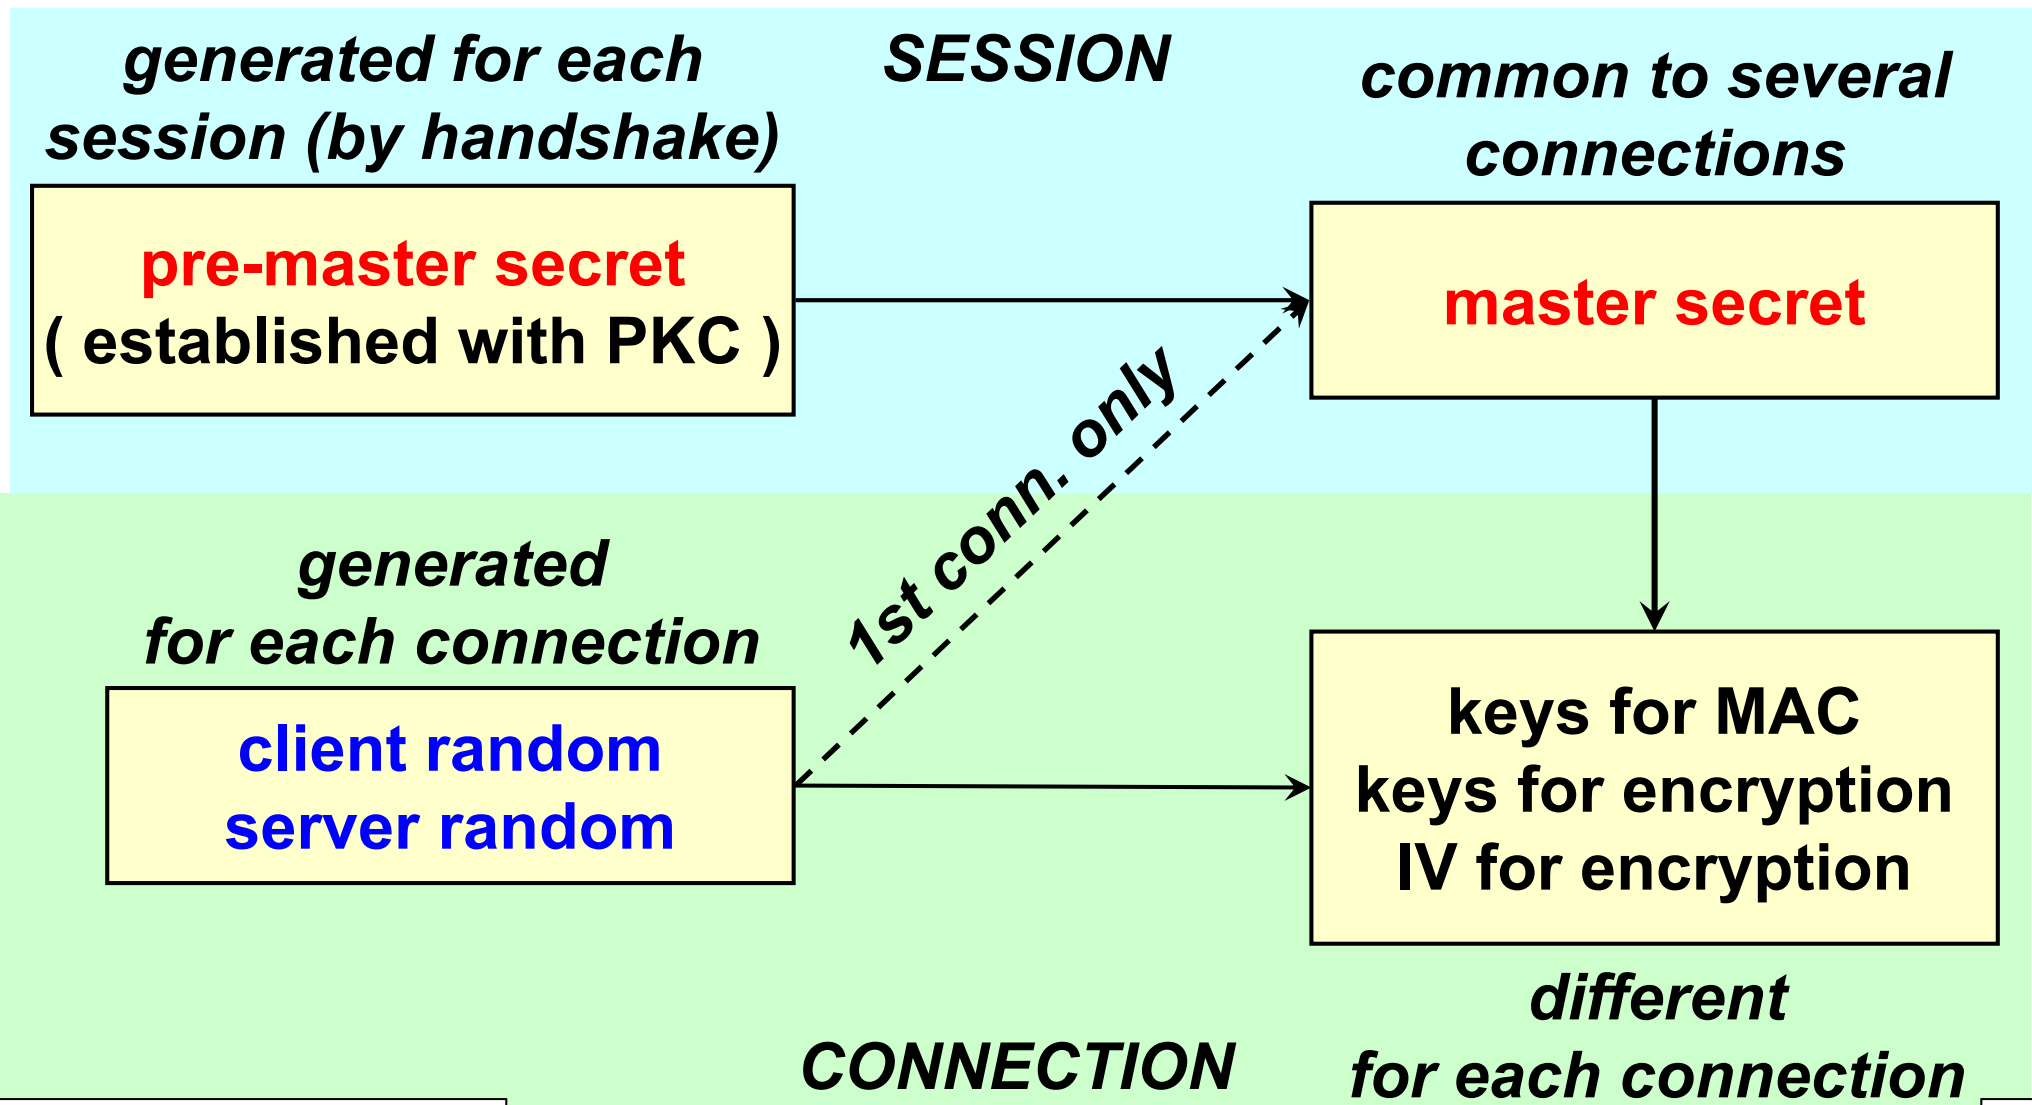 generated for each
session (by handshake)
SESSION
common to several
connections
pre-master secret
( established with PKC )
master secret
1st conn. only
generated
for each connection
client random
server random
keys for MAC
keys for encryption
IV for encryption
different
for each connection
CONNECTION